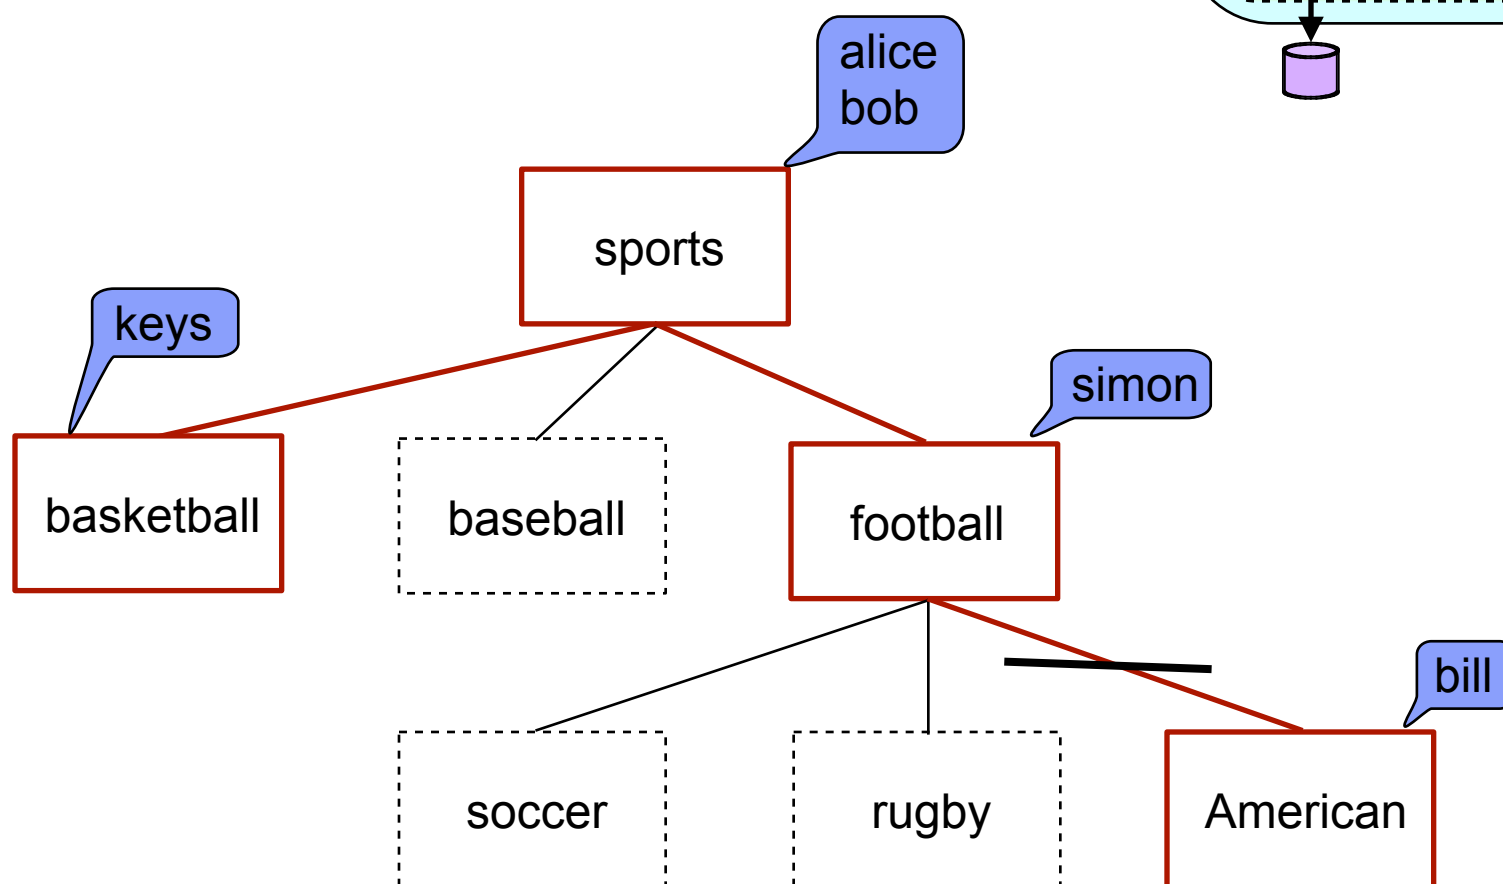 alice
bob
sports
keys
simon
basketball
baseball
football
bill
soccer
rugby
American